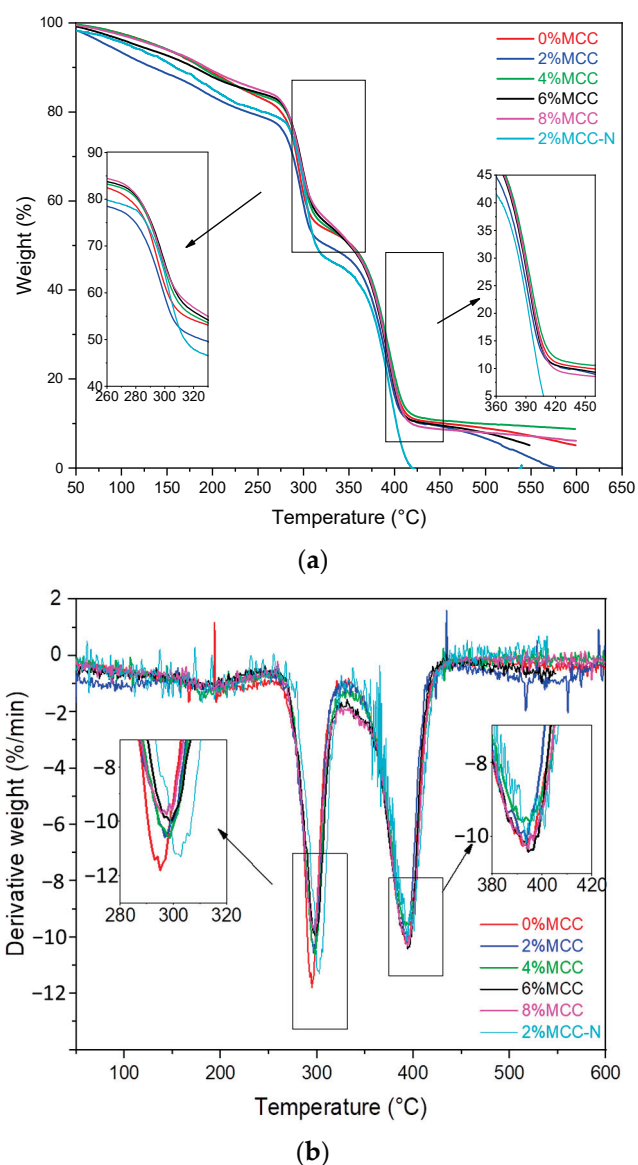 100
80
60
40
20
0
Weight (%)
0%MCC
2%MCC
4%MCC
6%MCC
8%MCC
2%MCC-N
90
80
70
60
50
40
260 280 300 320
45
40
35
30
25
20
15
10
5
360 390 420 450
50 100 150 200 250 300 350 400 450 500 550 600 650
Temperature (°C)
(a)
2
0
−2
−4
−6
−8
−10
−12
Derivative weight (%/min)
−8
−10
−12
280 300 320
−8
−10
380 400 420
0%MCC
2%MCC
4%MCC
6%MCC
8%MCC
2%MCC-N
100 200 300 400 500 600
Temperature (°C)
(b)